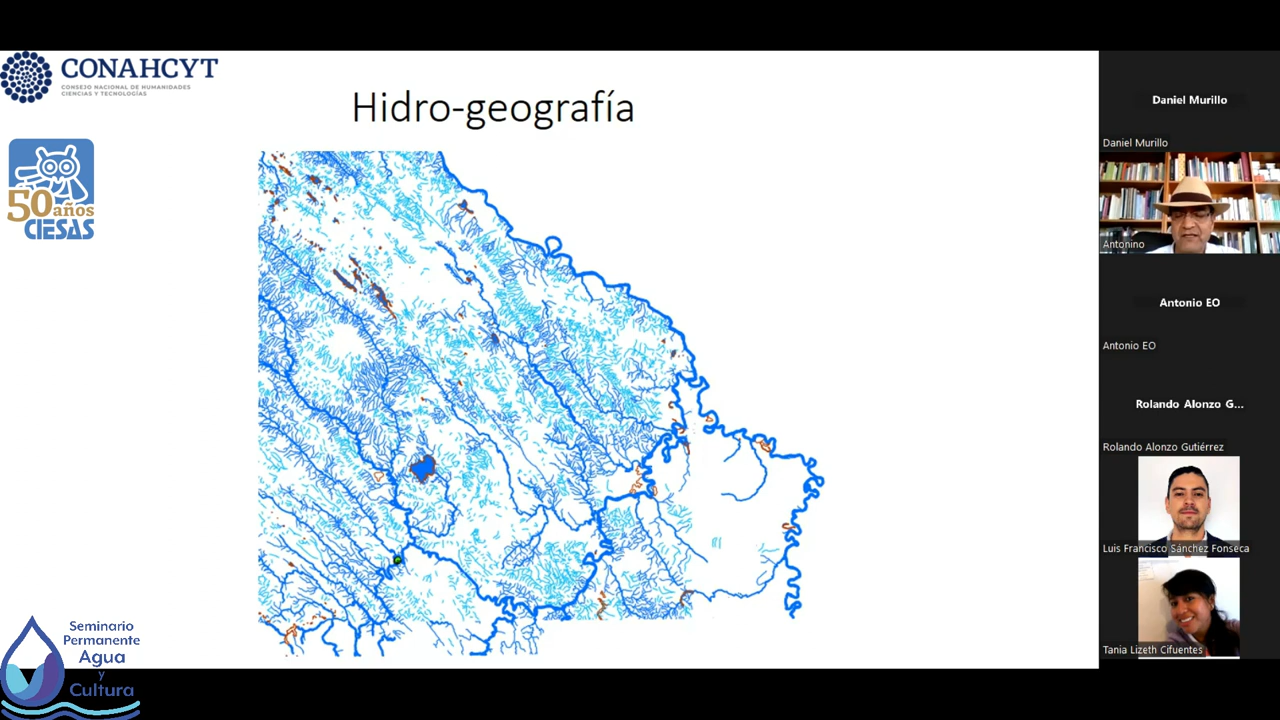 CONAHCYT
CONSEJO NACIONAL DE HUMANIDADES
CIENCIAS Y TECNOLOGÍAS
Hidro-geografía
50 años
CIESAS
Seminario
Permanente
Agua
y
Cultura
Daniel Murillo
Daniel Murillo
Antonino
Antonio EO
Antonio EO
Rolando Alonzo G...
Rolando Alonzo Gutiérrez
Luis Francisco Sánchez Fonseca
Tania Lizeth Cifuentes